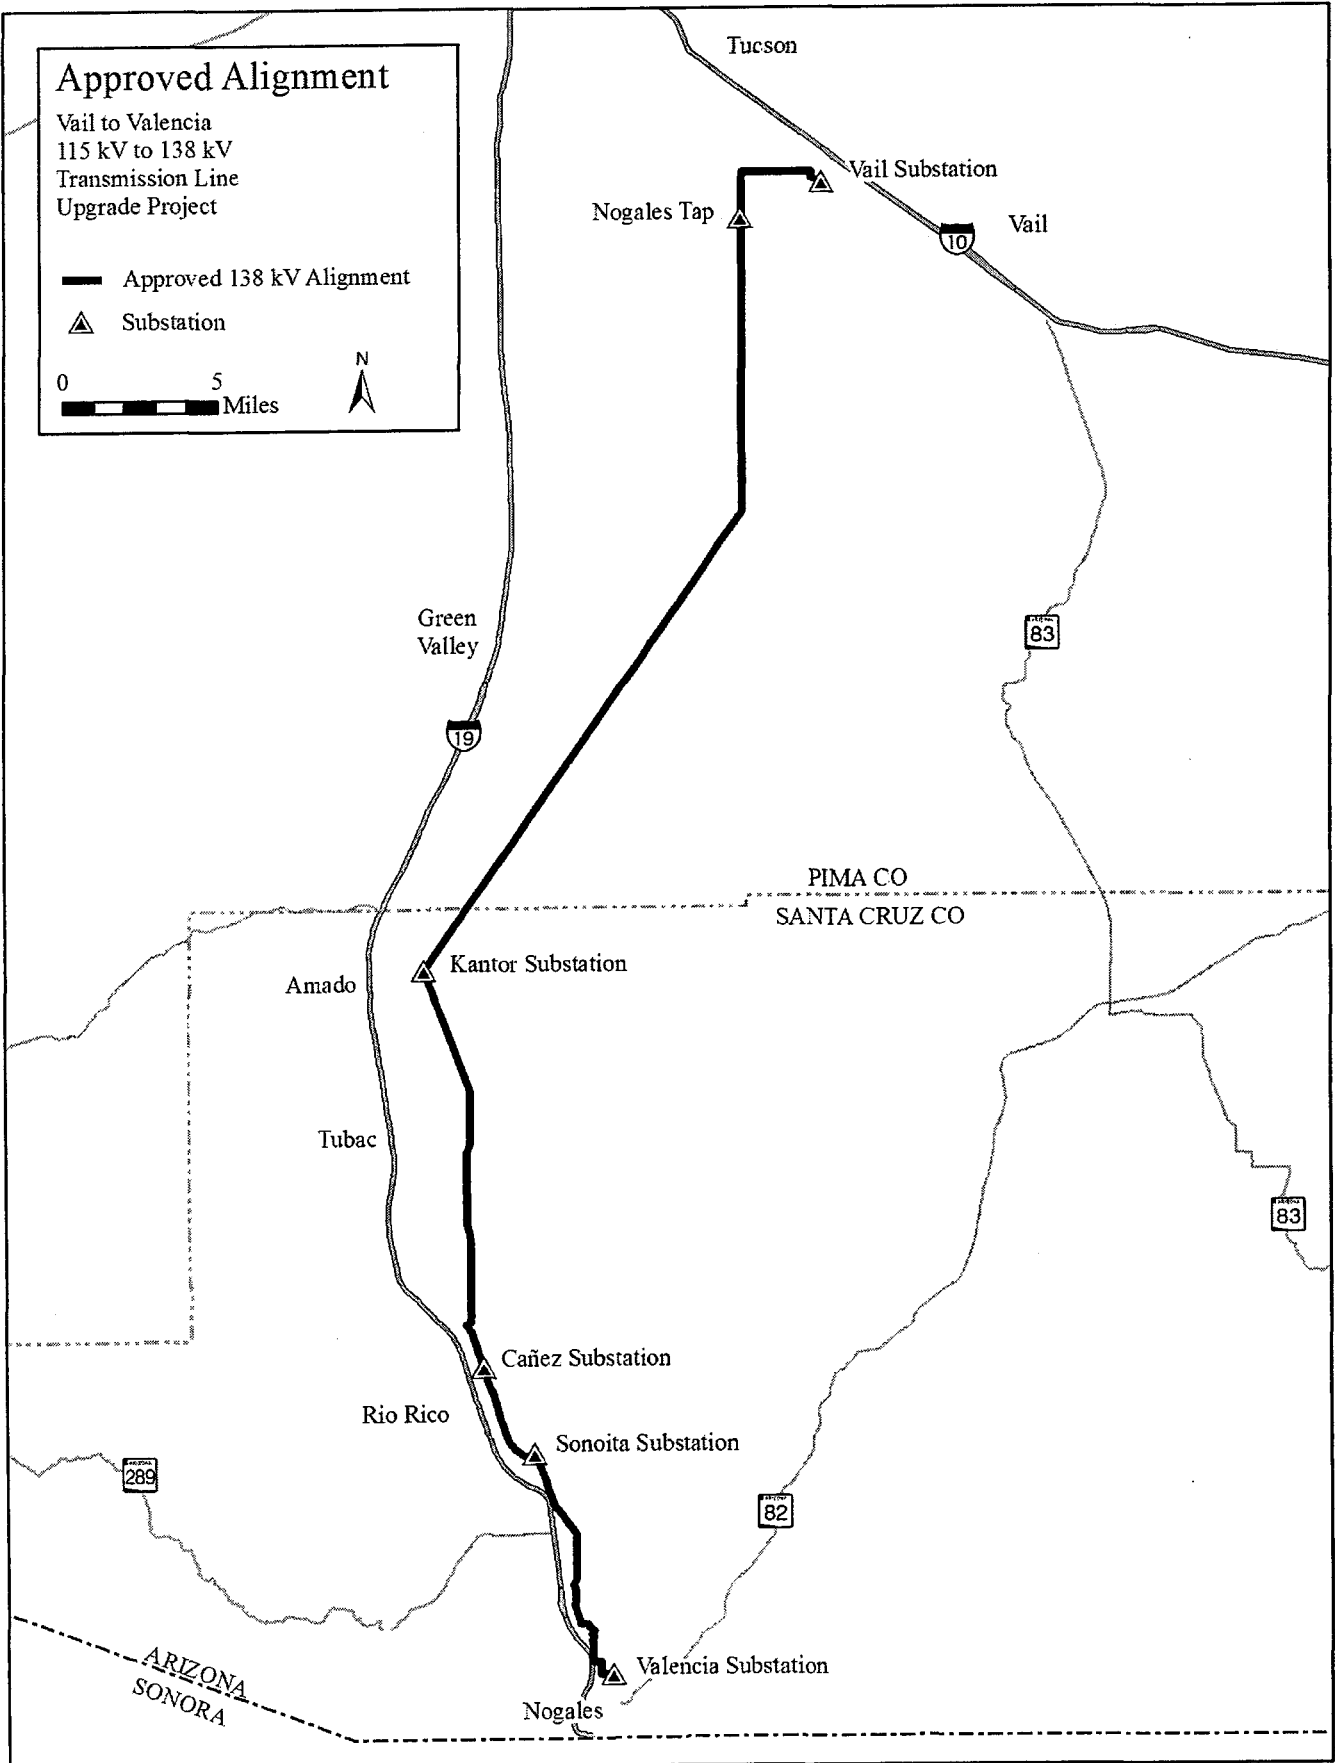 Approved Alignment
Vail to Valencia
115 kV to 138 kV
Transmission Line
Upgrade Project
Approved 138 kV Alignment
Substation
0 5
Miles
N
Tucson
Vail Substation
Nogales Tap
10
Vail
Green
Valley
83
19
PIMA CO
SANTA CRUZ CO
Kantor Substation
Amado
Tubac
83
Cañez Substation
Rio Rico
Sonoita Substation
ARIZONA
289
ARIZONA
82
Valencia Substation
ARIZONA
SONORA
Nogales